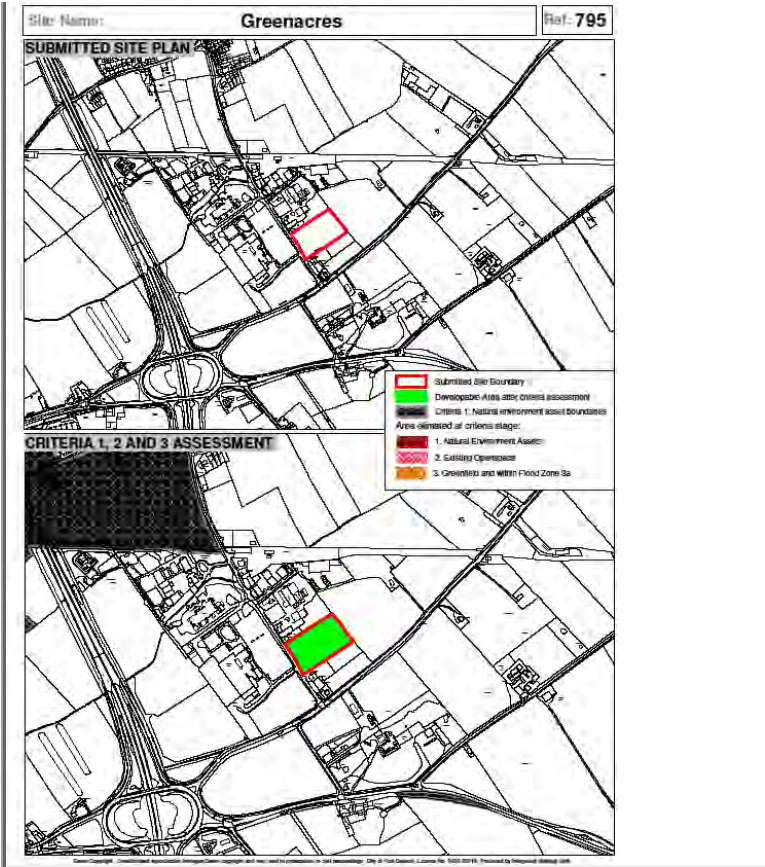 Site Name: Greenacres Ref: 795
SUBMITTED SITE PLAN
Submitted Site Boundary
Developable Area after criteria assessment
Criteria 1: Natural environment asset boundaries
Area elimated at criteria stage:
1. Natural Environment Assets
2. Existing Openspace
3. Greenfield and within Flood Zone 3a
CRITERIA 1, 2 AND 3 ASSESSMENT